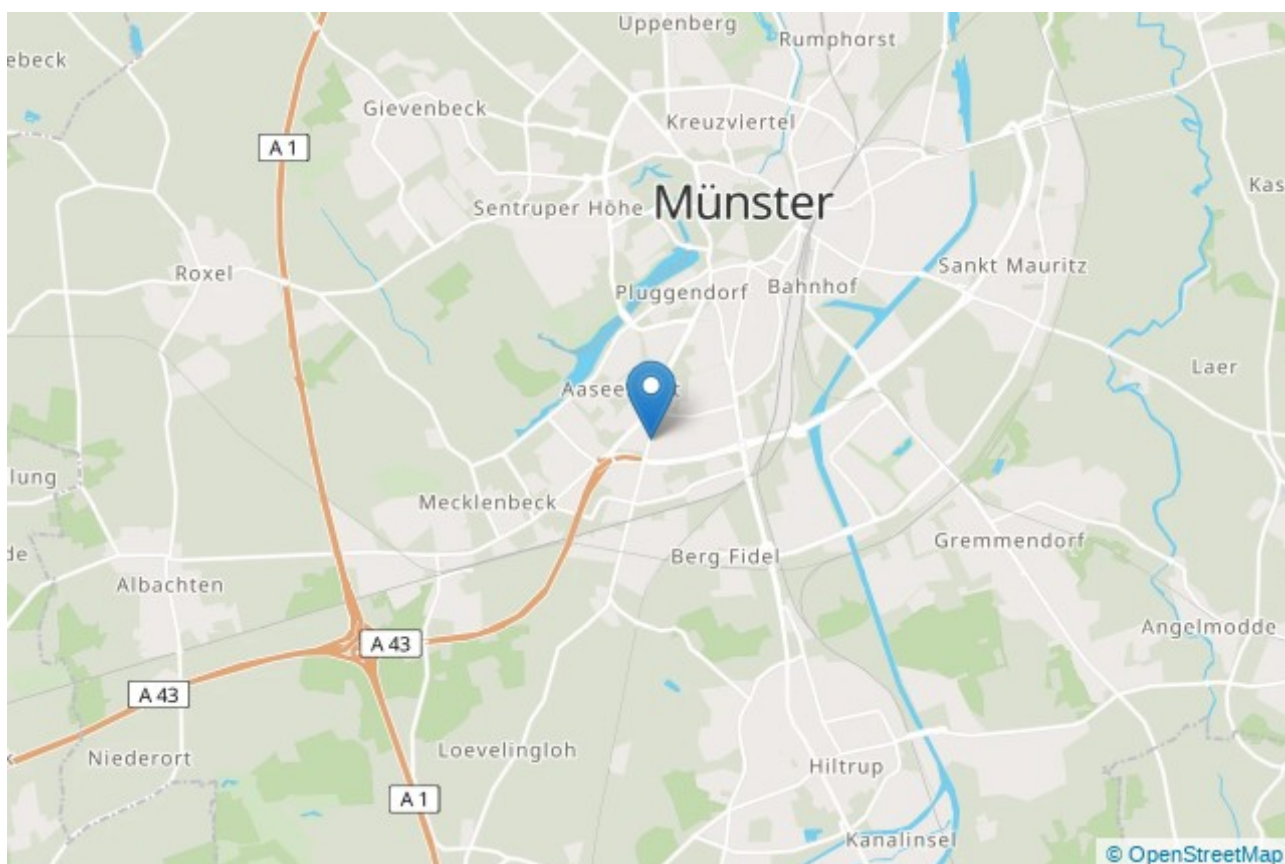 Uppenberg
Rumphorst
ebeck
Gievenbeck
Kreuzviertel
A 1
Kas
Sentruper Höhe
Münster
Roxel
Sankt Mauritz
Pluggendorf
Bahnhof
Laer
Aasee
t
lung
Mecklenbeck
Gremmendorf
de
Berg Fidel
Albachten
Angelmodde
A 43
A 43
Loevelingloh
Niederort
Hiltrup
A 1
Kanalinsel
© OpenStreetMap